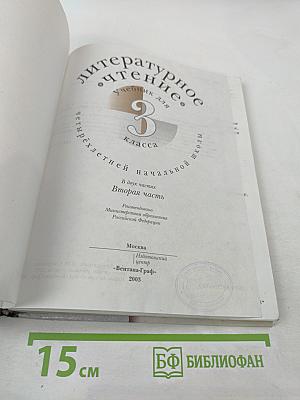 литературное
• чтение •
учебник для
3
класса
четырёхлетней начальной школы
В двух частях
Вторая часть
Рекомендовано
Министерством образования
Российской Федерации
Москва
Издательский
центр
«Вентана-Граф»
2003
15 см
БФ БИБЛИОФАН